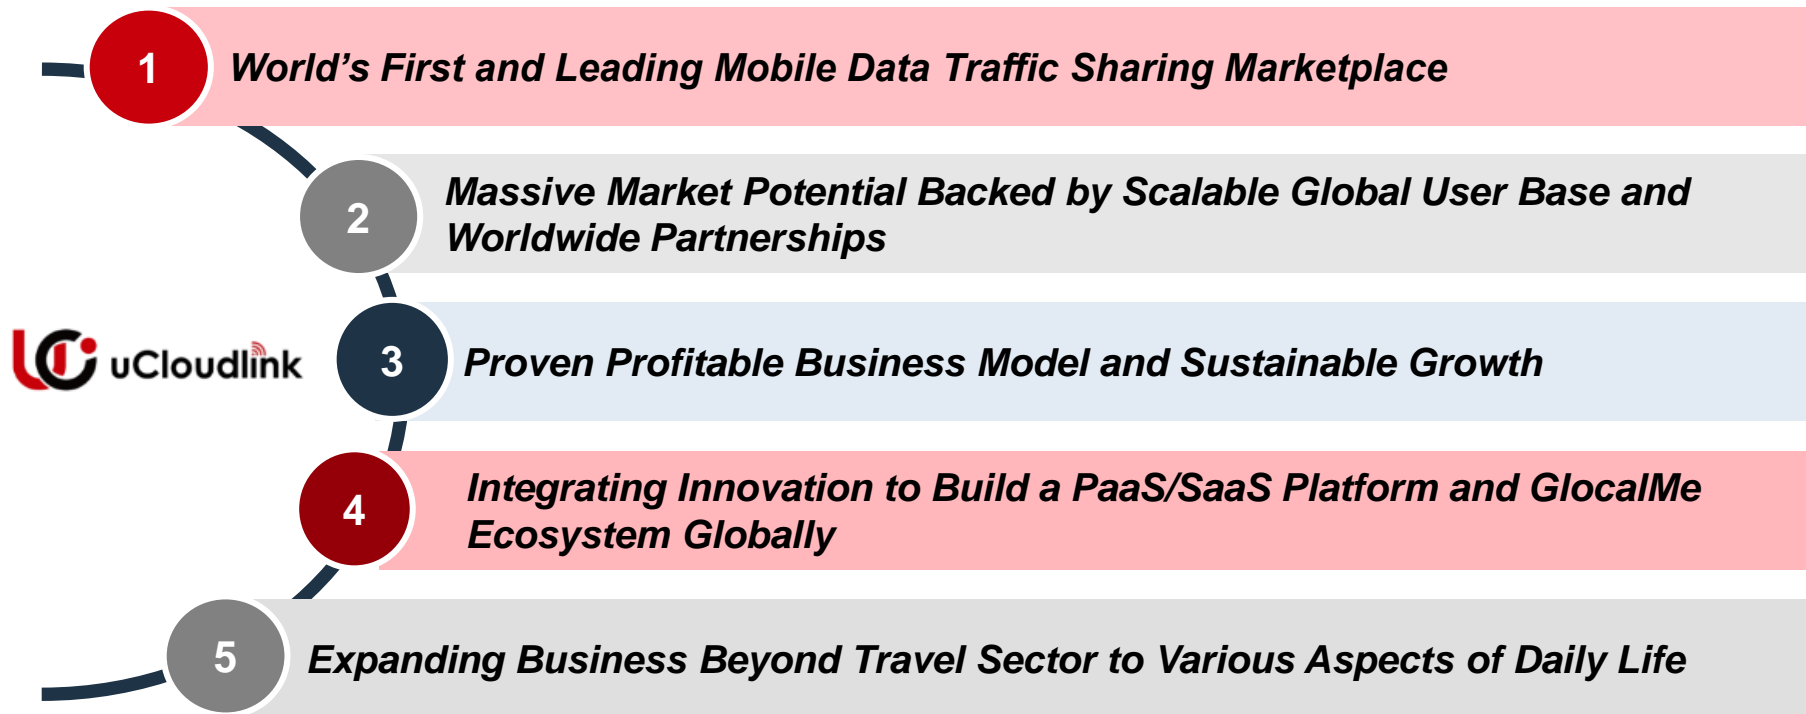 1
World’s First and Leading Mobile Data Traffic Sharing Marketplace
2
Massive Market Potential Backed by Scalable Global User Base and
Worldwide Partnerships
uCloudlink
3
Proven Profitable Business Model and Sustainable Growth
4
Integrating Innovation to Build a PaaS/SaaS Platform and GlocalMe
Ecosystem Globally
5
Expanding Business Beyond Travel Sector to Various Aspects of Daily Life